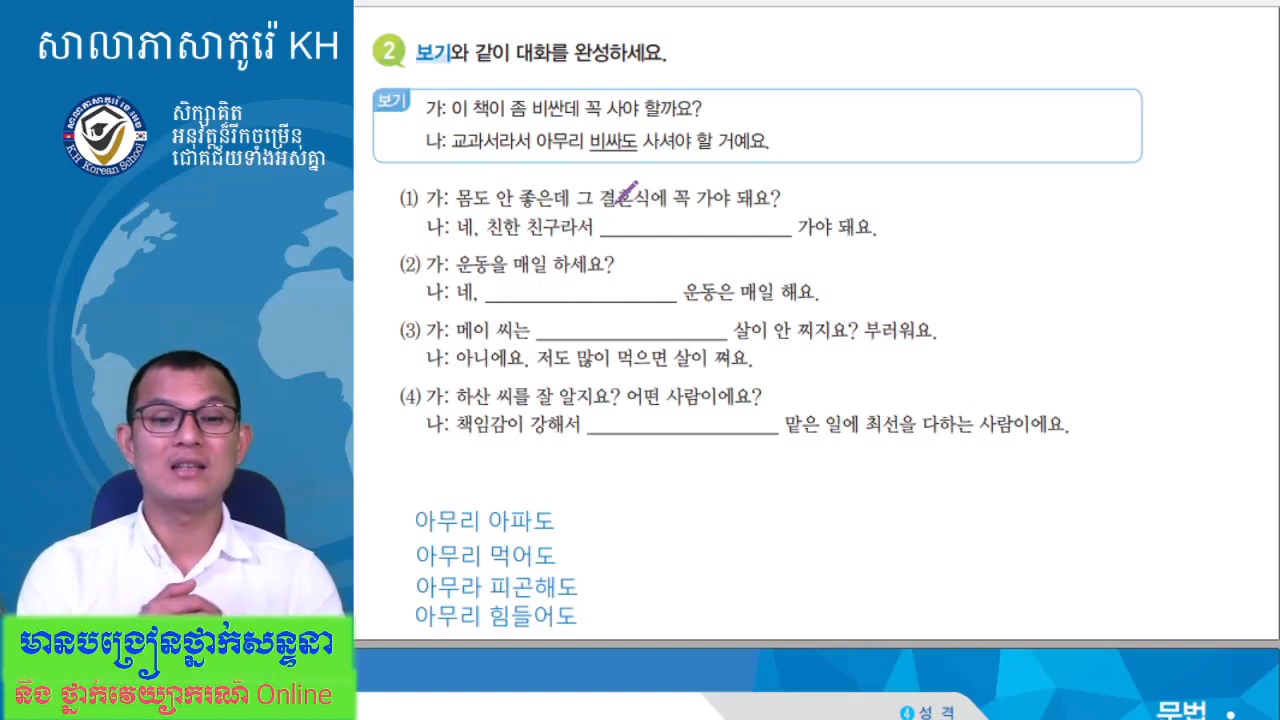 សាលាភាសាកូរ៉េ KH
សិក្សាគិត
អនុវត្តន៍រីកចម្រើន
ជោគជ័យទាំងអស់គ្នា
K.H Korean School
មានបង្រៀនថ្នាក់សន្ទនា
នឹង ថ្នាក់វេយ្យាករណ៍ Online
2 보기와 같이 대화를 완성하세요.
보기
가: 이 책이 좀 비싼데 꼭 사야 할까요?
나: 교과서라서 아무리 비싸도 사셔야 할 거예요.
(1) 가: 몸도 안 좋은데 그 결혼식에 꼭 가야 돼요?
나: 네, 친한 친구라서 ____________________ 가야 돼요.
(2) 가: 운동을 매일 하세요?
나: 네, ____________________ 운동은 매일 해요.
(3) 가: 메이 씨는 ____________________ 살이 안 찌지요? 부러워요.
나: 아니에요. 저도 많이 먹으면 살이 쪄요.
(4) 가: 하산 씨를 잘 알지요? 어떤 사람이에요?
나: 책임감이 강해서 ____________________ 맡은 일에 최선을 다하는 사람이에요.
아무리 아파도
아무리 먹어도
아무라 피곤해도
아무리 힘들어도
4 성 격
문법